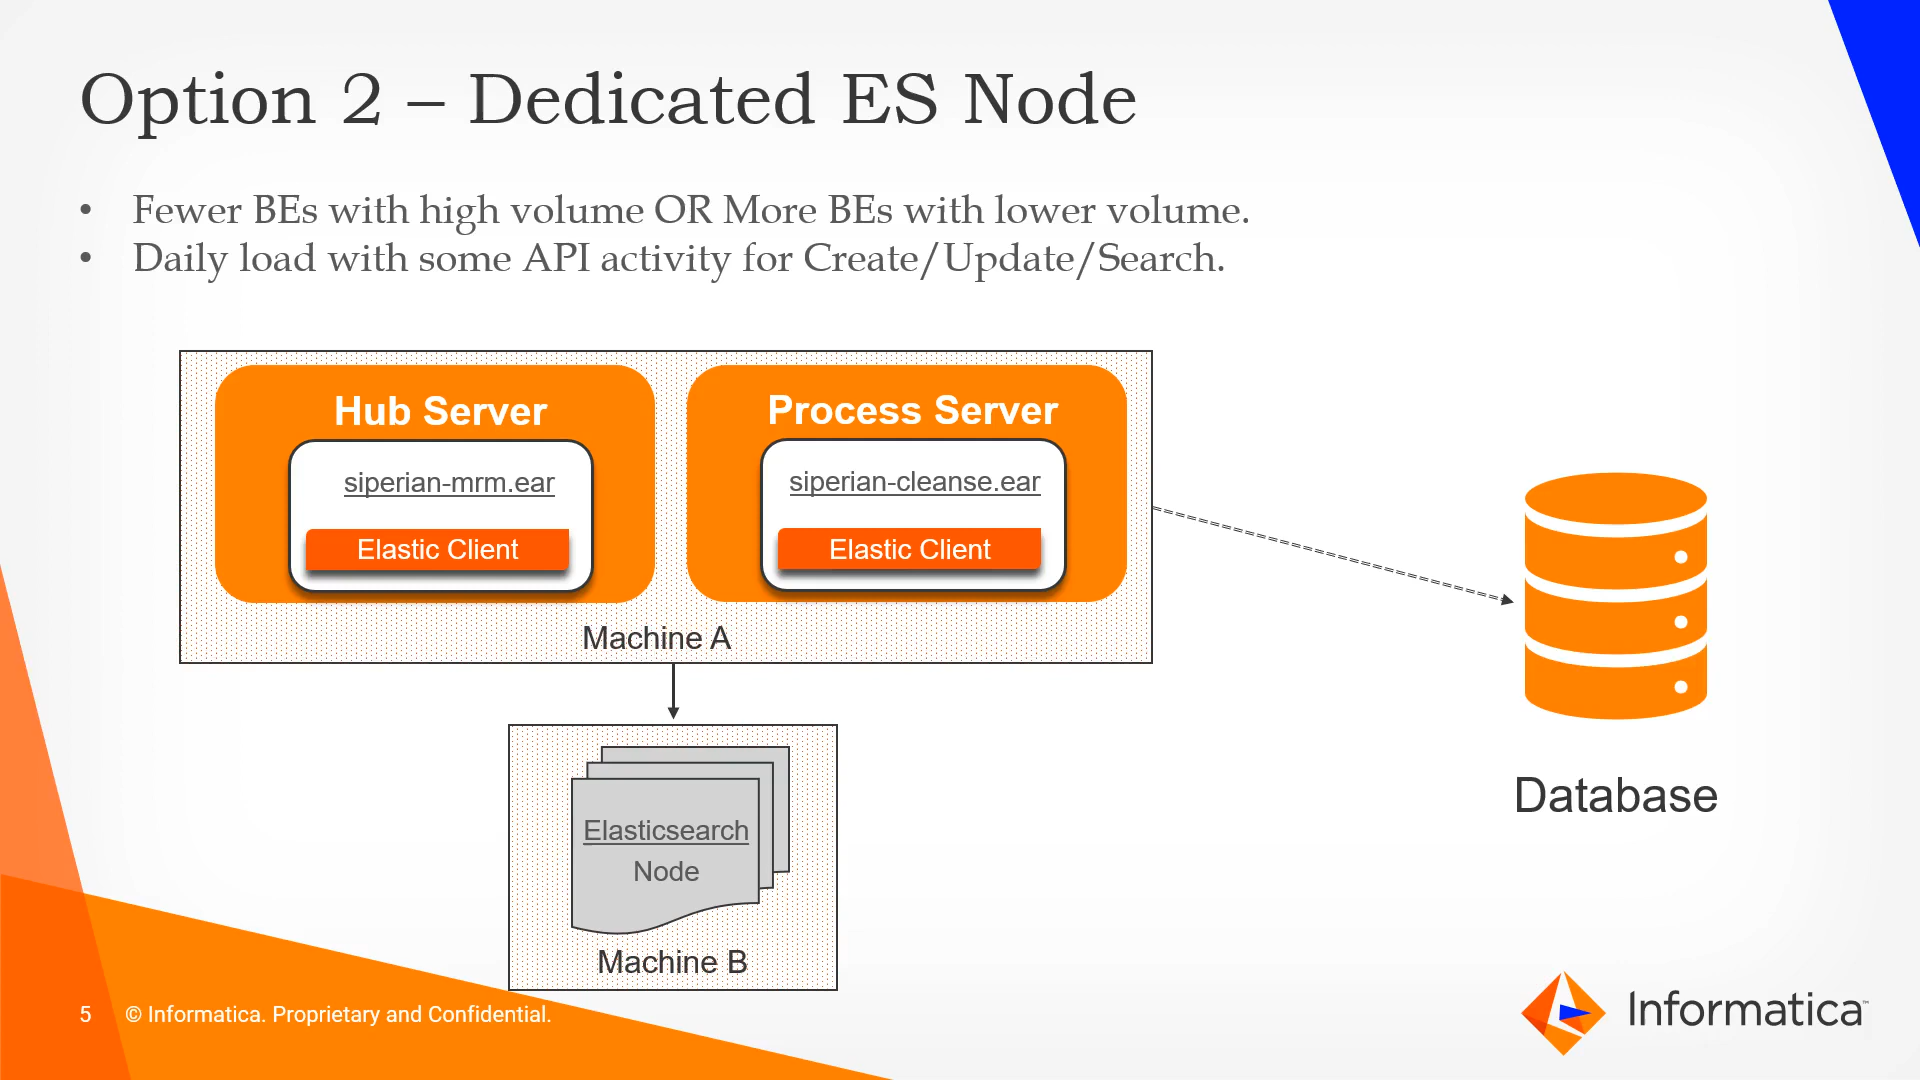 Option 2 – Dedicated ES Node
• Fewer BEs with high volume OR More BEs with lower volume.
• Daily load with some API activity for Create/Update/Search.
Hub Server
siperian-mrm.ear
Elastic Client
Process Server
siperian-cleanse.ear
Elastic Client
Machine A
Elasticsearch
Node
Machine B
Database
5 © Informatica. Proprietary and Confidential.
Informatica™